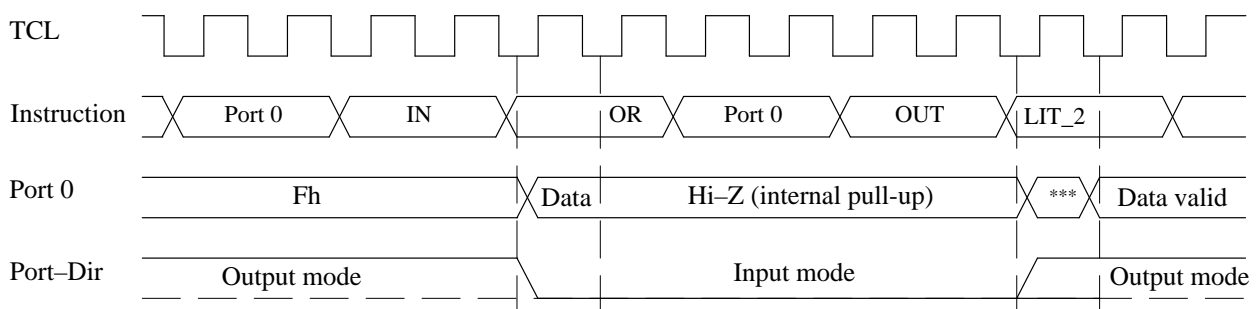 TCL
Instruction Port 0 IN OR Port 0 OUT LIT_2
Port 0 Fh Data Hi–Z (internal pull-up) *** Data valid
Port–Dir Output mode Input mode Output mode